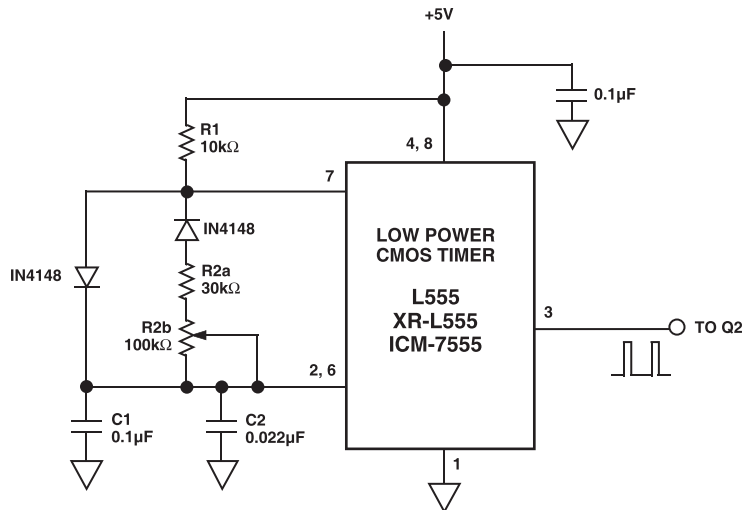 +5V
0.1µF
R1
10kΩ
4, 8
7
IN4148
LOW POWER
CMOS TIMER
IN4148
R2a
30kΩ
L555
XR-L555
ICM-7555
3
TO Q2
R2b
100kΩ
2, 6
C1
0.1µF
C2
0.022µF
1